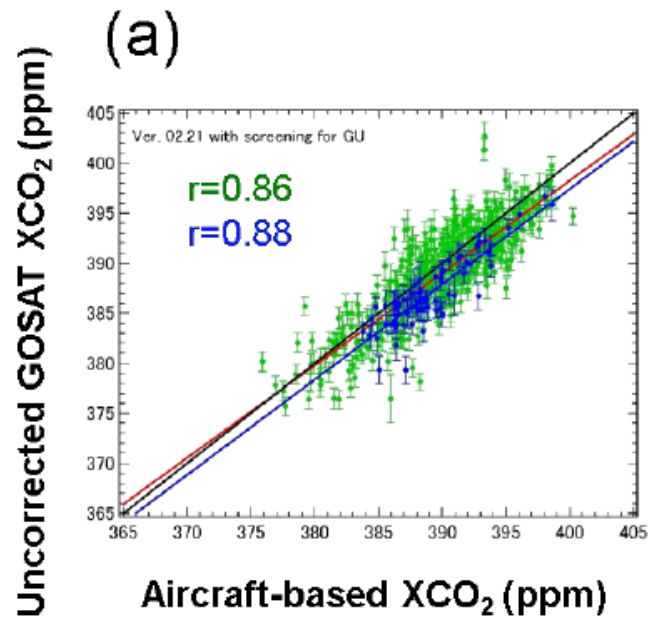 (a)
Uncorrected GOSAT XCO₂ (ppm)
405
400
395
390
385
380
375
370
365
Ver. 02.21 with screening for GU
r=0.86
r=0.88
365 370 375 380 385 390 395 400 405
Aircraft-based XCO₂ (ppm)